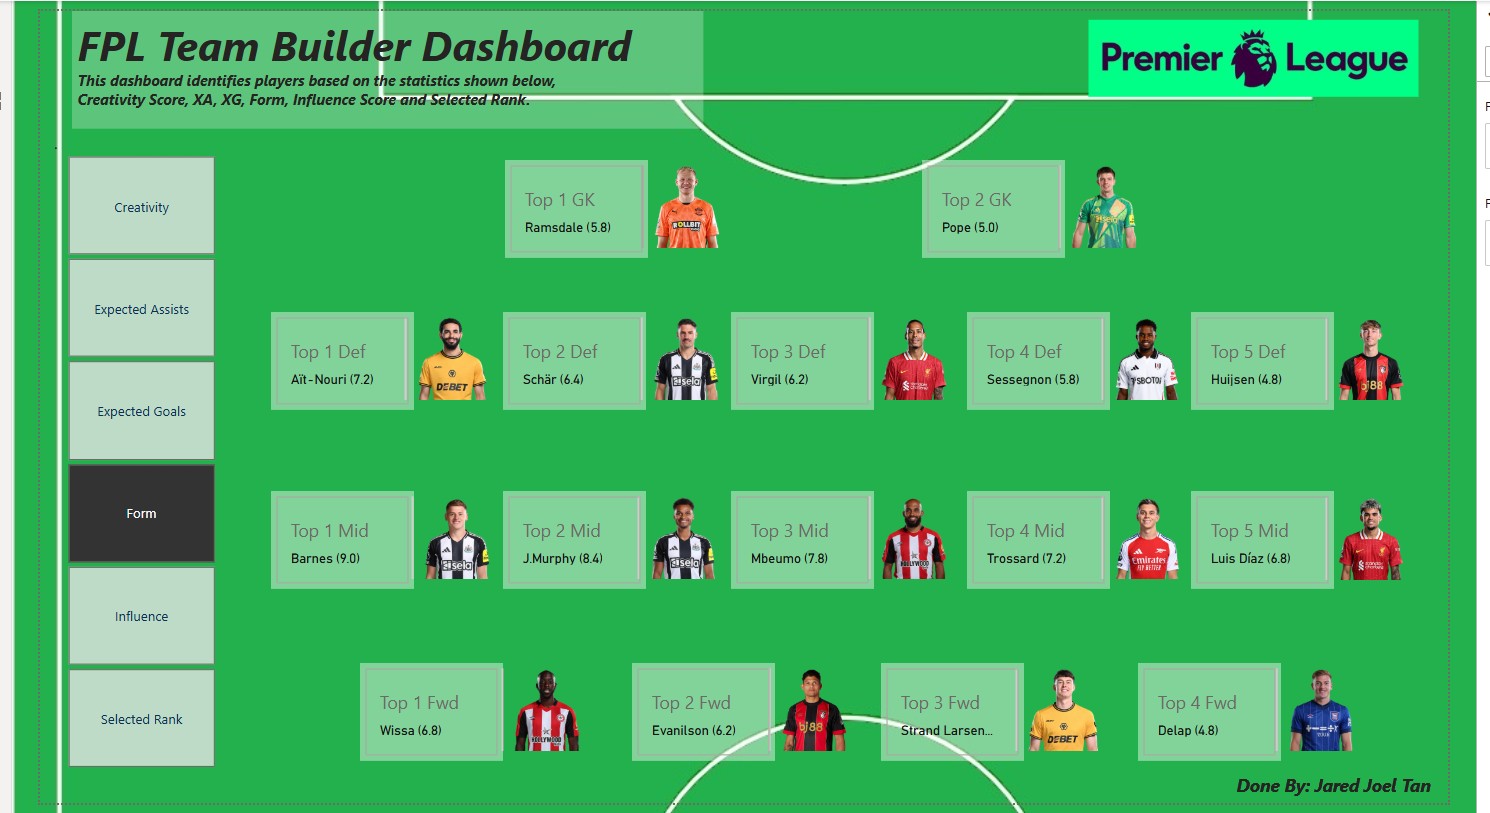 FPL Team Builder Dashboard
This dashboard identifies players based on the statistics shown below,
Creativity Score, XA, XG, Form, Influence Score and Selected Rank.
Premier League
Creativity
Expected Assists
Expected Goals
Form
Influence
Selected Rank
Top 1 GK
Ramsdale (5.8)
Top 2 GK
Pope (5.0)
Top 1 Def
Aït-Nouri (7.2)
Top 2 Def
Schär (6.4)
Top 3 Def
Virgil (6.2)
Top 4 Def
Sessegnon (5.8)
Top 5 Def
Huijsen (4.8)
Top 1 Mid
Barnes (9.0)
Top 2 Mid
J.Murphy (8.4)
Top 3 Mid
Mbeumo (7.8)
Top 4 Mid
Trossard (7.2)
Top 5 Mid
Luis Díaz (6.8)
Top 1 Fwd
Wissa (6.8)
Top 2 Fwd
Evanilson (6.2)
Top 3 Fwd
Strand Larsen...
Top 4 Fwd
Delap (4.8)
Done By: Jared Joel Tan